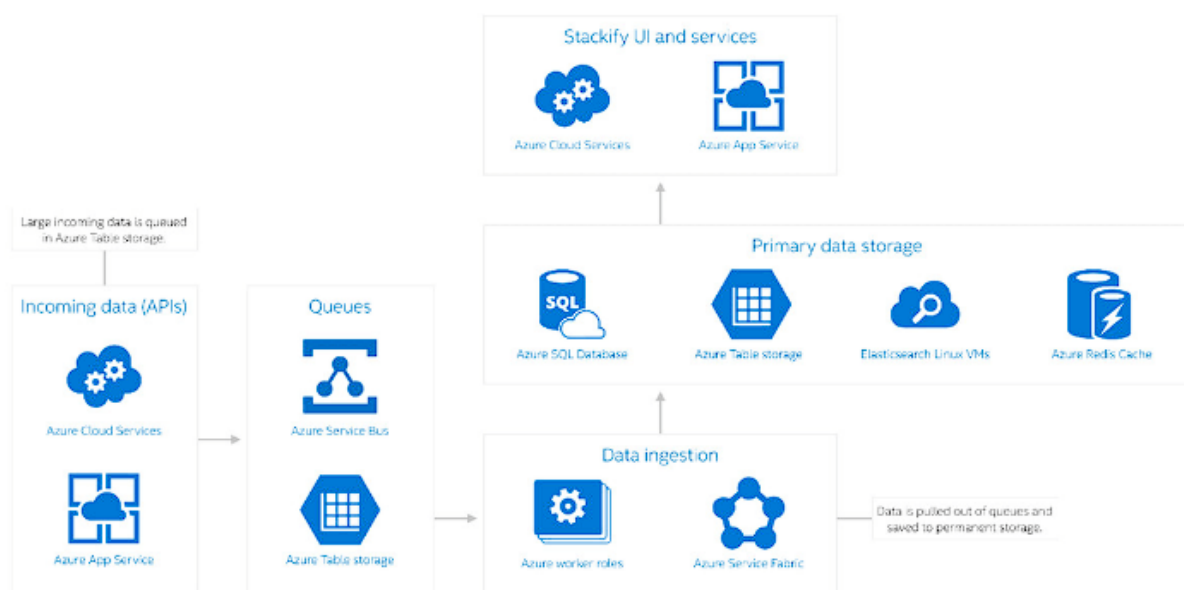 Stackify UI and services
Azure Cloud Services
Azure App Service
Large incoming data is queued
in Azure Table storage.
Incoming data (APIs)
Azure Cloud Services
Azure App Service
Queues
Azure Service Bus
Azure Table storage
Primary data storage
SQL
Azure SQL Database
Azure Table storage
Elasticsearch Linux VMs
Azure Redis Cache
Data ingestion
Azure worker roles
Azure Service Fabric
Data is pulled out of queues and
saved to permanent storage.